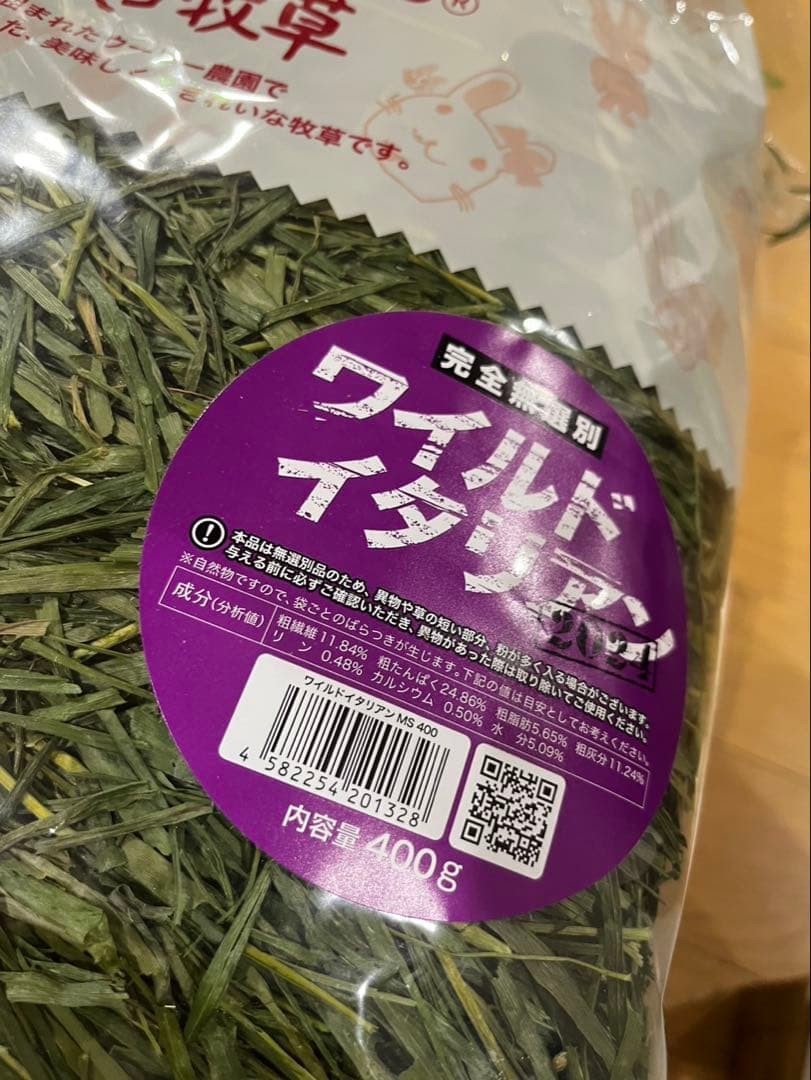 ®
牧草
まれたウーリー農園で
た、美味しい きれいな牧草です。
完全無選別
ワイルド
イタリアン
2024
! 本品は無選別品のため、異物や草の短い部分、粉が多く入る場合がございます。
与える前に必ずご確認いただき、異物があった際は取り除いてご使用ください。
※自然物ですので、袋ごとのばらつきが生じます。下記の値は目安としてお考えください。
成分(分析値)
粗繊維11.84% 粗たんぱく24.86% 粗脂肪5.65% 粗灰分11.24%
リン 0.48% カルシウム 0.50% 水分5.09%
ワイルドイタリアン MS 400
4 582254 201328
内容量 400g